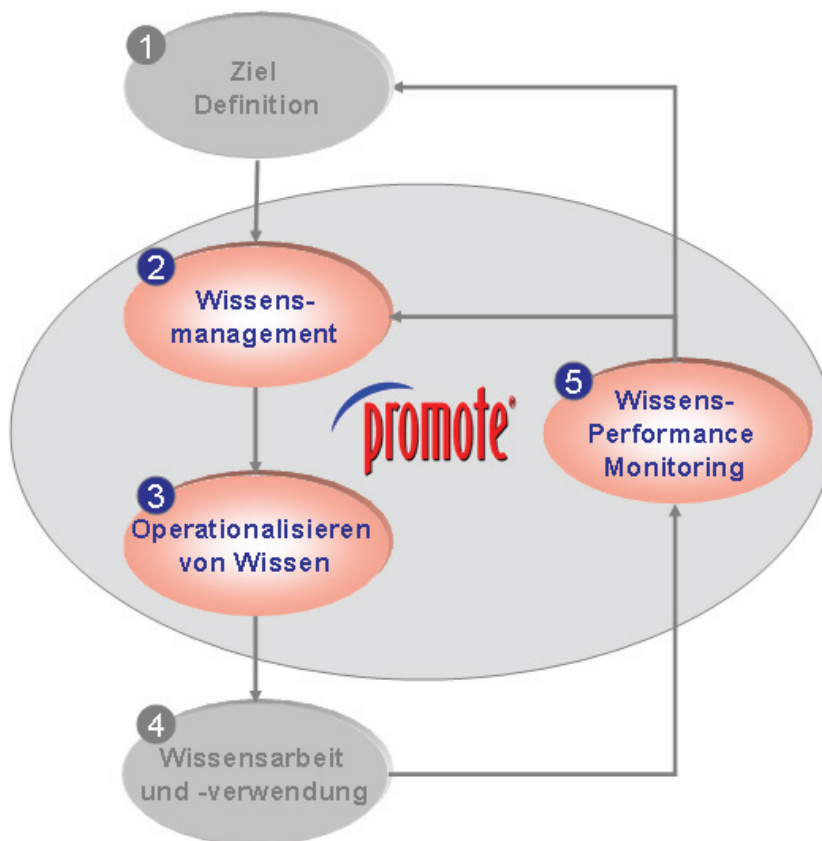 1
Ziel
Definition
2
Wissens-
management
promote®
5
Wissens-
Performance
Monitoring
3
Operationalisieren
von Wissen
4
Wissensarbeit
und -verwendung